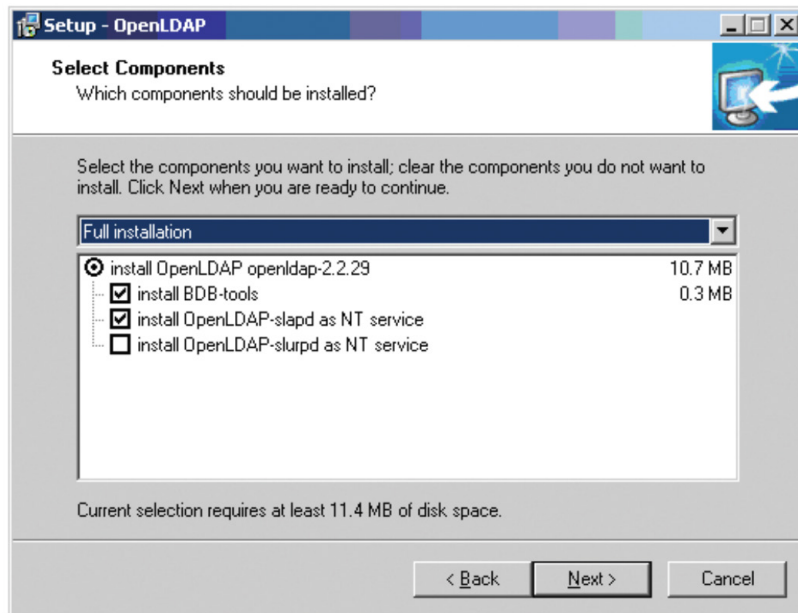 Setup - OpenLDAP
Select Components
Which components should be installed?
Select the components you want to install; clear the components you do not want to
install. Click Next when you are ready to continue.
Full installation
install OpenLDAP openldap-2.2.29 10.7 MB
install BDB-tools 0.3 MB
install OpenLDAP-slapd as NT service
install OpenLDAP-slurpd as NT service
Current selection requires at least 11.4 MB of disk space.
< Back Next > Cancel